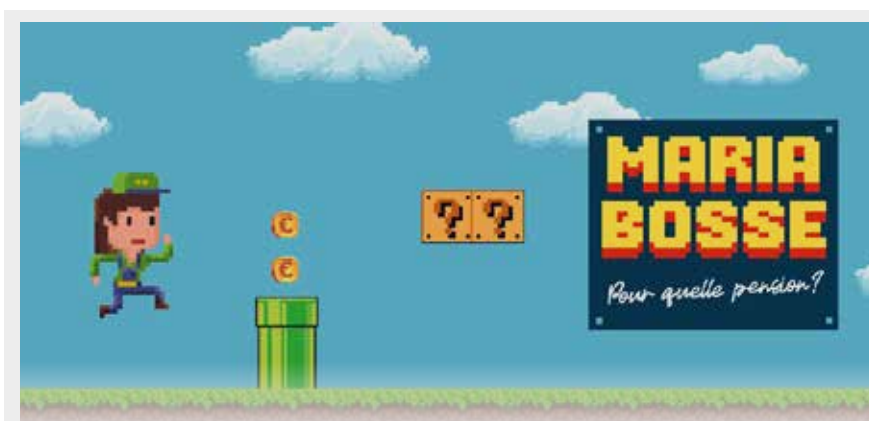 ? ?
MARIA
BOSSE
Pour quelle pension?
€
€